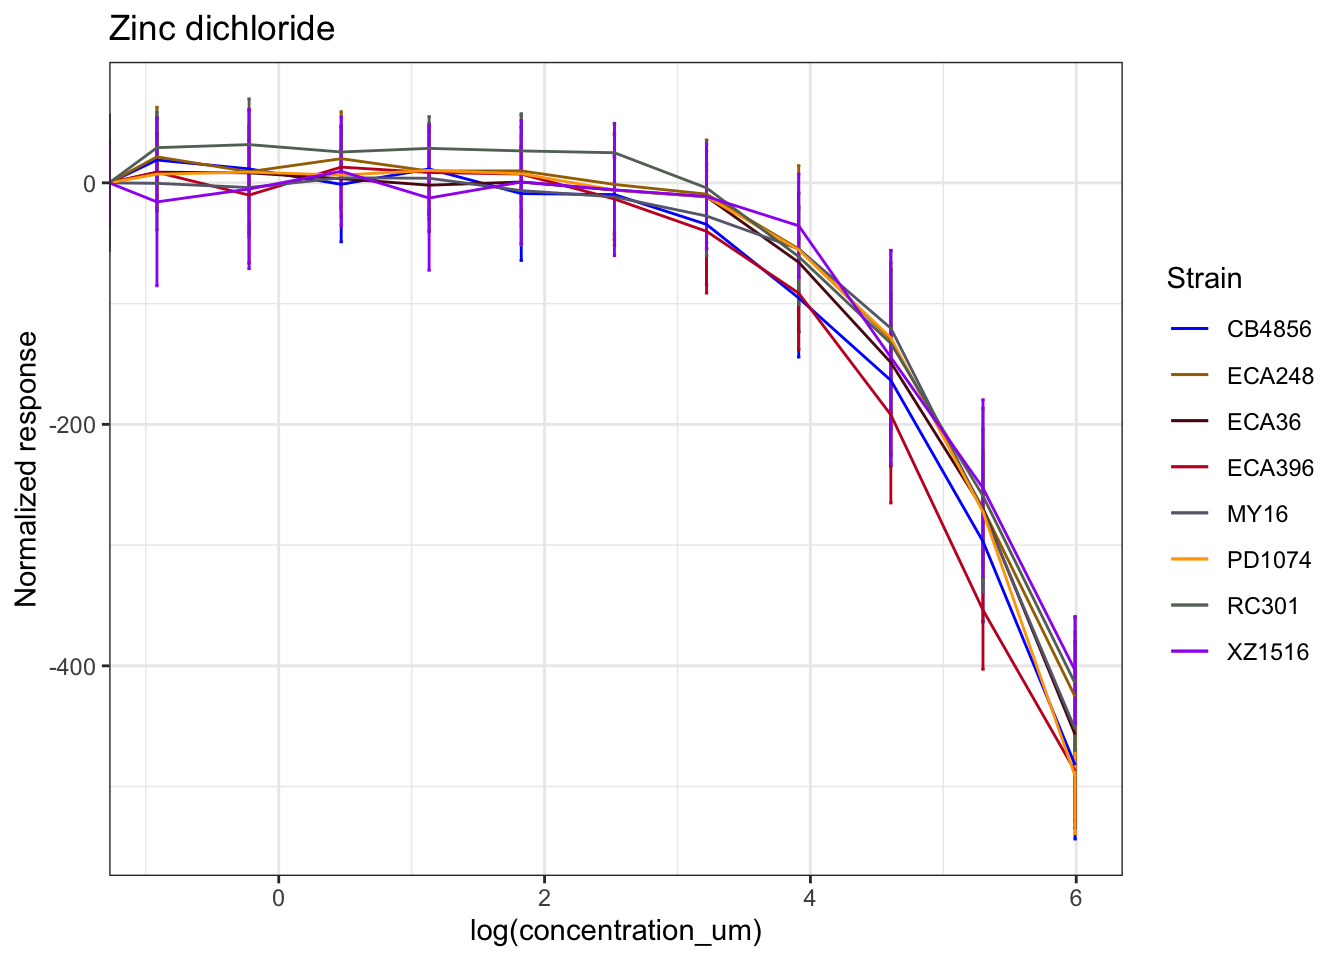 Zinc dichloride
Normalized response
0
-200
-400
0
2
4
6
log(concentration_um)
Strain
CB4856
ECA248
ECA36
ECA396
MY16
PD1074
RC301
XZ1516